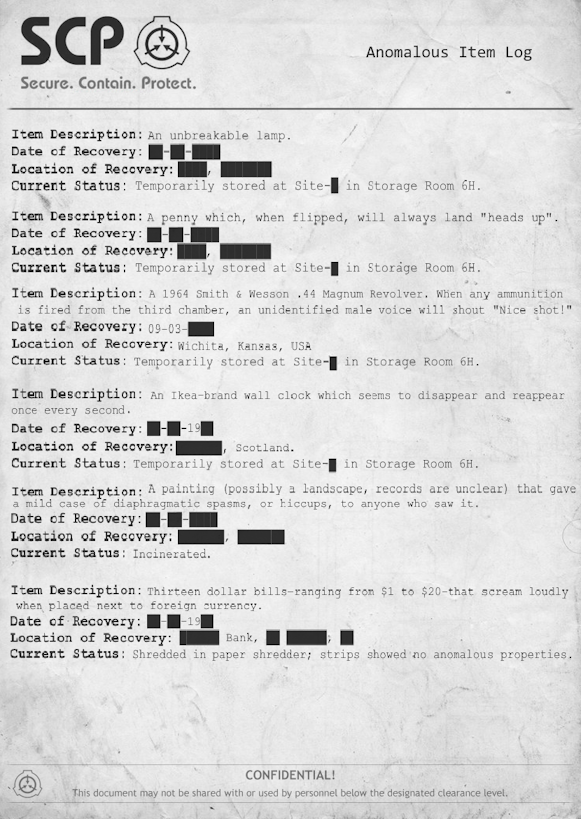 SCP
Secure. Contain. Protect.
Anomalous Item Log
Item Description: An unbreakable lamp.
Date of Recovery: █-█-█
Location of Recovery: █, █
Current Status: Temporarily stored at Site-█ in Storage Room 6H.
Item Description: A penny which, when flipped, will always land "heads up".
Date of Recovery: █-█-█
Location of Recovery: █, █
Current Status: Temporarily stored at Site-█ in Storage Room 6H.
Item Description: A 1964 Smith & Wesson .44 Magnum Revolver. When any ammunition
is fired from the third chamber, an unidentified male voice will shout "Nice shot!"
Date of Recovery: 09-03-█
Location of Recovery: Wichita, Kansas, USA
Current Status: Temporarily stored at Site-█ in Storage Room 6H.
Item Description: An Ikea-brand wall clock which seems to disappear and reappear
once every second.
Date of Recovery: █-█-19█
Location of Recovery: █, Scotland.
Current Status: Temporarily stored at Site-█ in Storage Room 6H.
Item Description: A painting (possibly a landscape, records are unclear) that gave
a mild case of diaphragmatic spasms, or hiccups, to anyone who saw it.
Date of Recovery: █-█-█
Location of Recovery: █, █
Current Status: Incinerated.
Item Description: Thirteen dollar bills-ranging from $1 to $20-that scream loudly
when placed next to foreign currency.
Date of Recovery: █-█-19█
Location of Recovery: █ Bank, █ █; █
Current Status: Shredded in paper shredder; strips showed no anomalous properties.
CONFIDENTIAL!
This document may not be shared with or used by personnel below the designated clearance level.